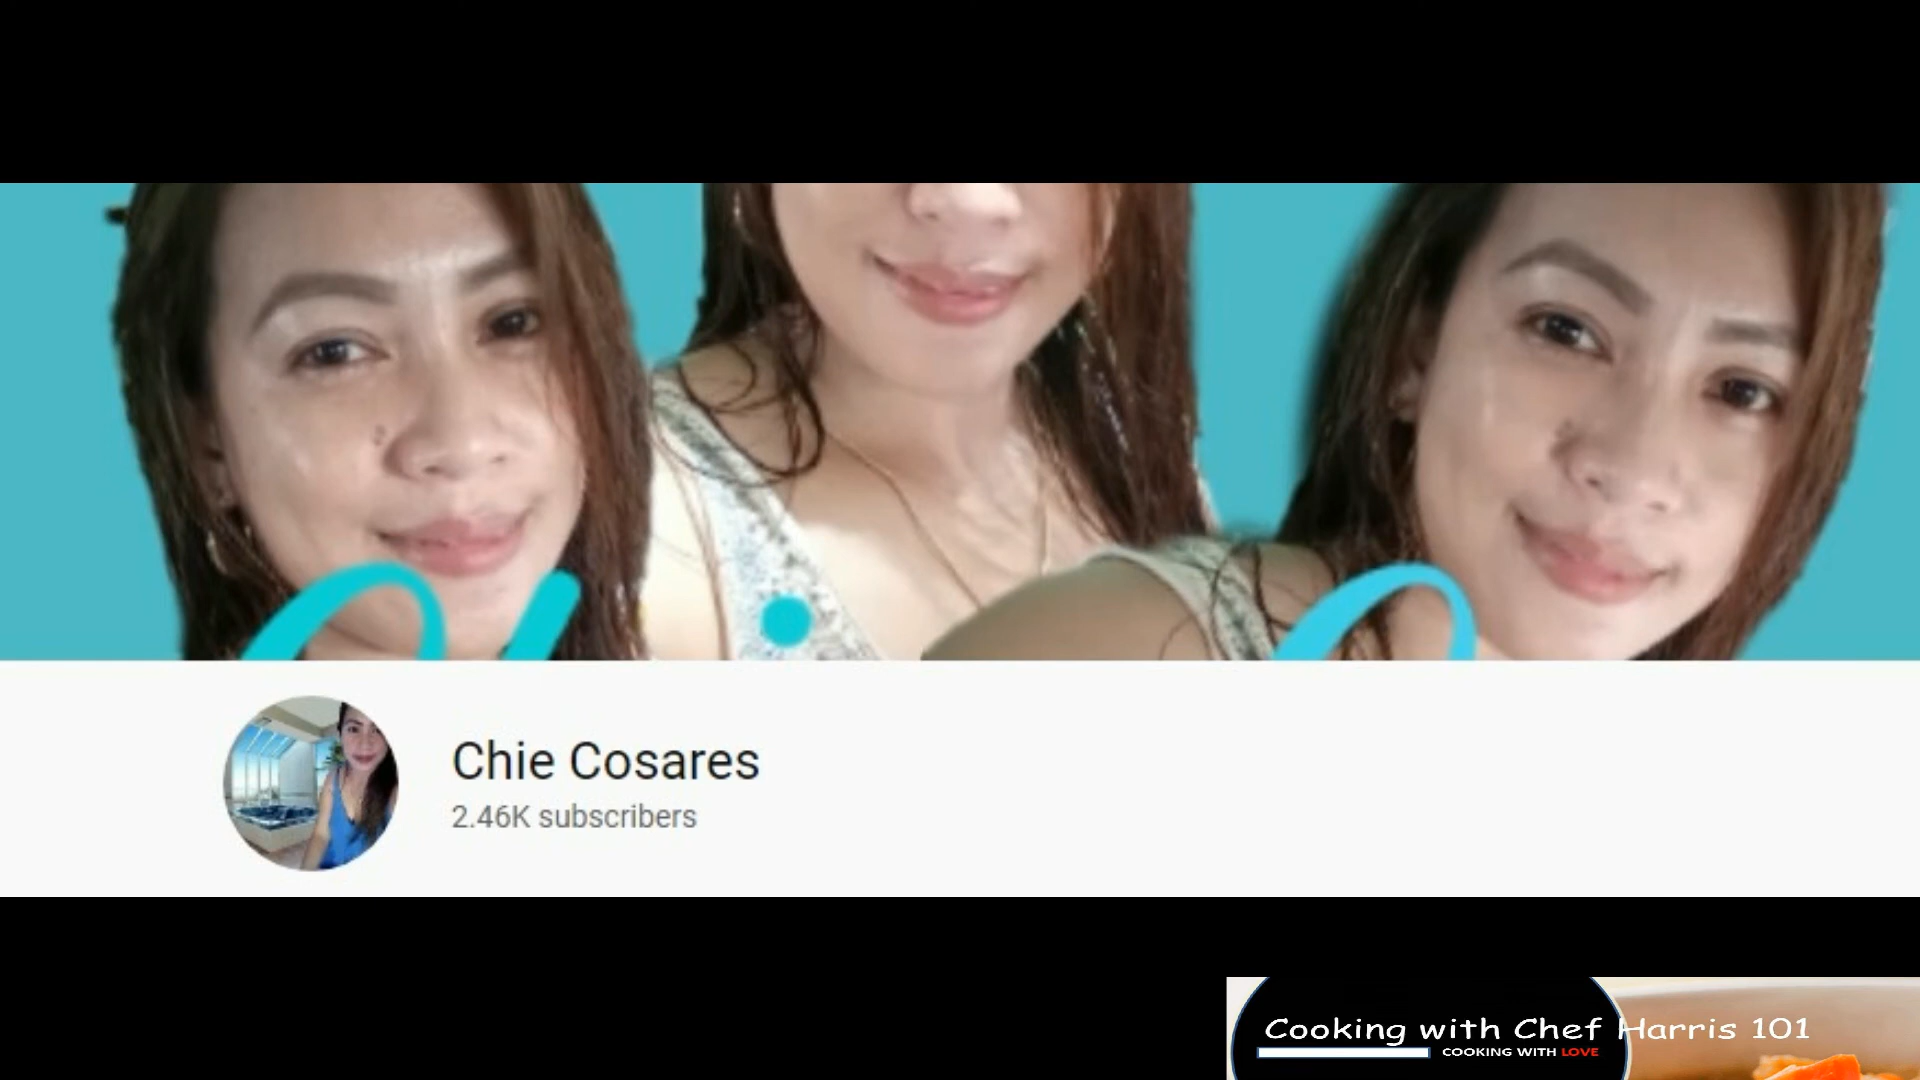 Chie Cosares
2.46K subscribers
Cooking with Chef Harris 101
COOKING WITH LOVE